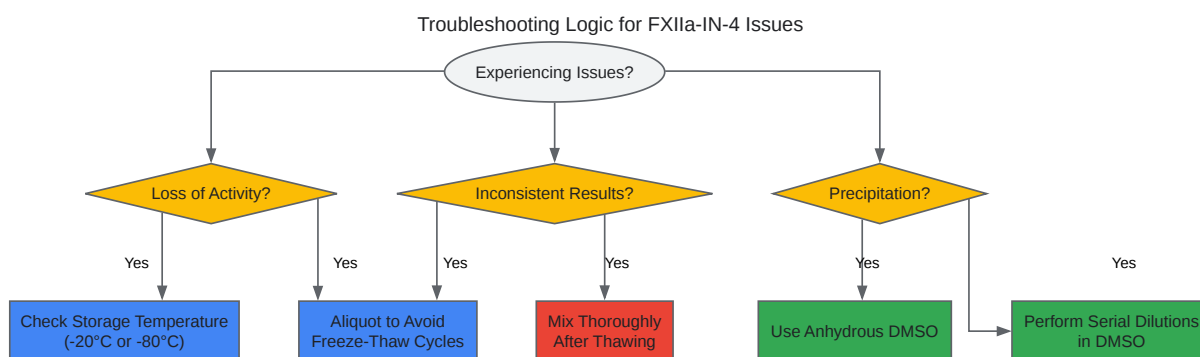 Troubleshooting Logic for FXIIa-IN-4 Issues
Experiencing Issues?
Loss of Activity?
Inconsistent Results?
Precipitation?
Yes
Yes
Yes
Yes
Yes
Yes
Check Storage Temperature
(-20°C or -80°C)
Aliquot to Avoid
Freeze-Thaw Cycles
Mix Thoroughly
After Thawing
Use Anhydrous DMSO
Perform Serial Dilutions
in DMSO